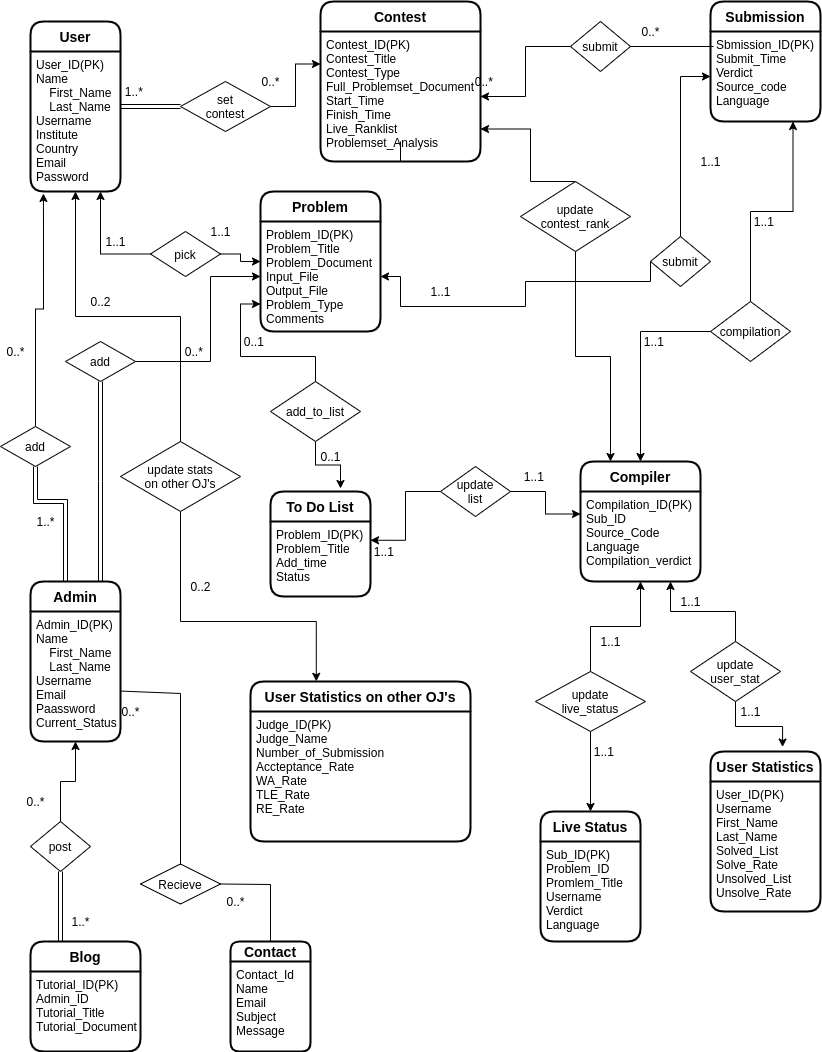 User
User_ID(PK)
Name
First_Name
Last_Name
Username
Institute
Country
Email
Password
1..*
set
contest
0..*
Contest
Contest_ID(PK)
Contest_Title
Contest_Type
Full_Problemset_Document
Start_Time
Finish_Time
Live_Ranklist
Problemset_Analysis
0..*
submit
0..*
Submission
Sbmission_ID(PK)
Submit_Time
Verdict
Source_code
Language
1..1
1..1
pick
1..1
Problem
Problem_ID(PK)
Problem_Title
Problem_Document
Input_File
Output_File
Problem_Type
Comments
update
contest_rank
submit
1..1
1..1
compilation
1..1
0..2
0..*
add
0..*
0..1
add
1..*
update stats
on other OJ's
0..2
add_to_list
0..1
To Do List
Problem_ID(PK)
Problem_Title
Add_time
Status
1..1
update
list
1..1
Compiler
Compilation_ID(PK)
Sub_ID
Source_Code
Language
Compilation_verdict
Admin
Admin_ID(PK)
Name
First_Name
Last_Name
Username
Email
Paassword
Current_Status
0..*
User Statistics on other OJ's
Judge_ID(PK)
Judge_Name
Number_of_Submission
Accteptance_Rate
WA_Rate
TLE_Rate
RE_Rate
1..1
update
live_status
1..1
1..1
update
user_stat
1..1
Live Status
Sub_ID(PK)
Problem_ID
Promlem_Title
Username
Verdict
Language
User Statistics
User_ID(PK)
Username
First_Name
Last_Name
Solved_List
Solve_Rate
Unsolved_List
Unsolve_Rate
0..*
post
1..*
Recieve
0..*
Blog
Tutorial_ID(PK)
Admin_ID
Tutorial_Title
Tutorial_Document
Contact
Contact_Id
Name
Email
Subject
Message